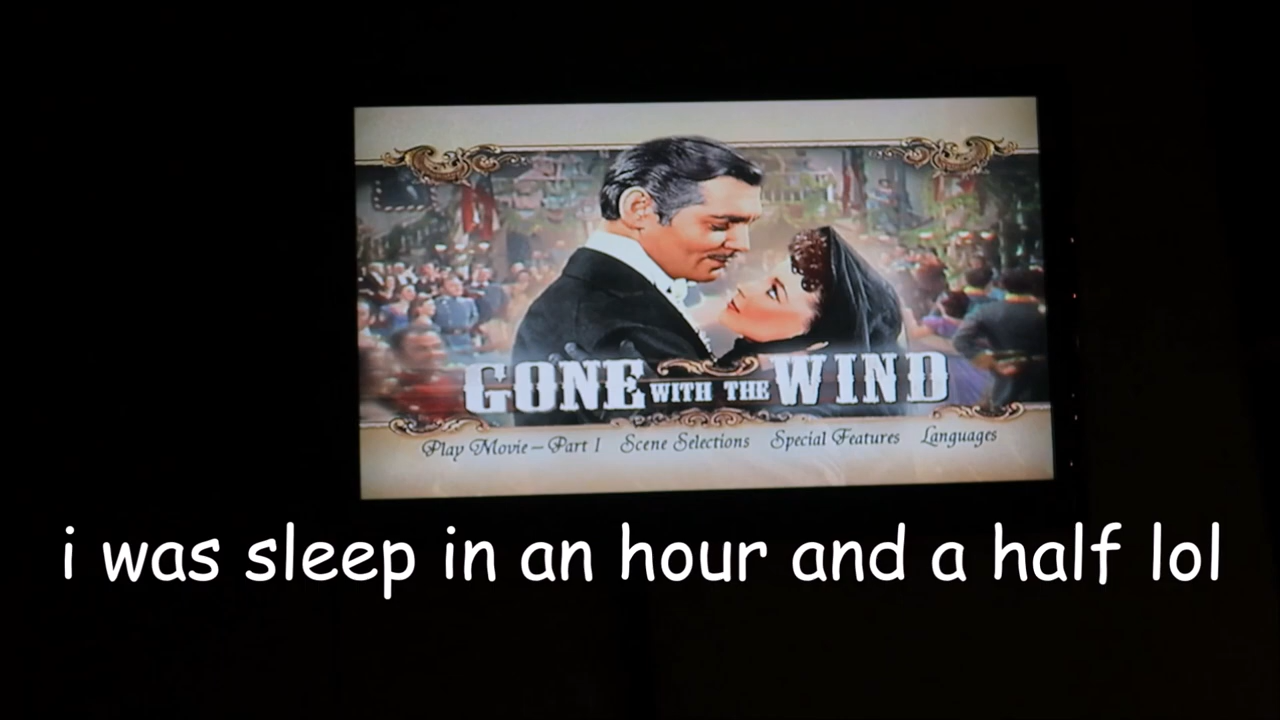 GONE WITH THE WIND
Play Movie – Part I Scene Selections Special Features Languages
i was sleep in an hour and a half lol